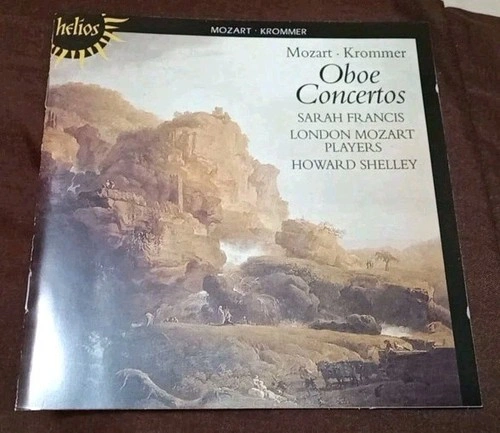 helios
MOZART · KROMMER
Mozart · Krommer
Oboe
Concertos
SARAH FRANCIS
LONDON MOZART
PLAYERS
HOWARD SHELLEY